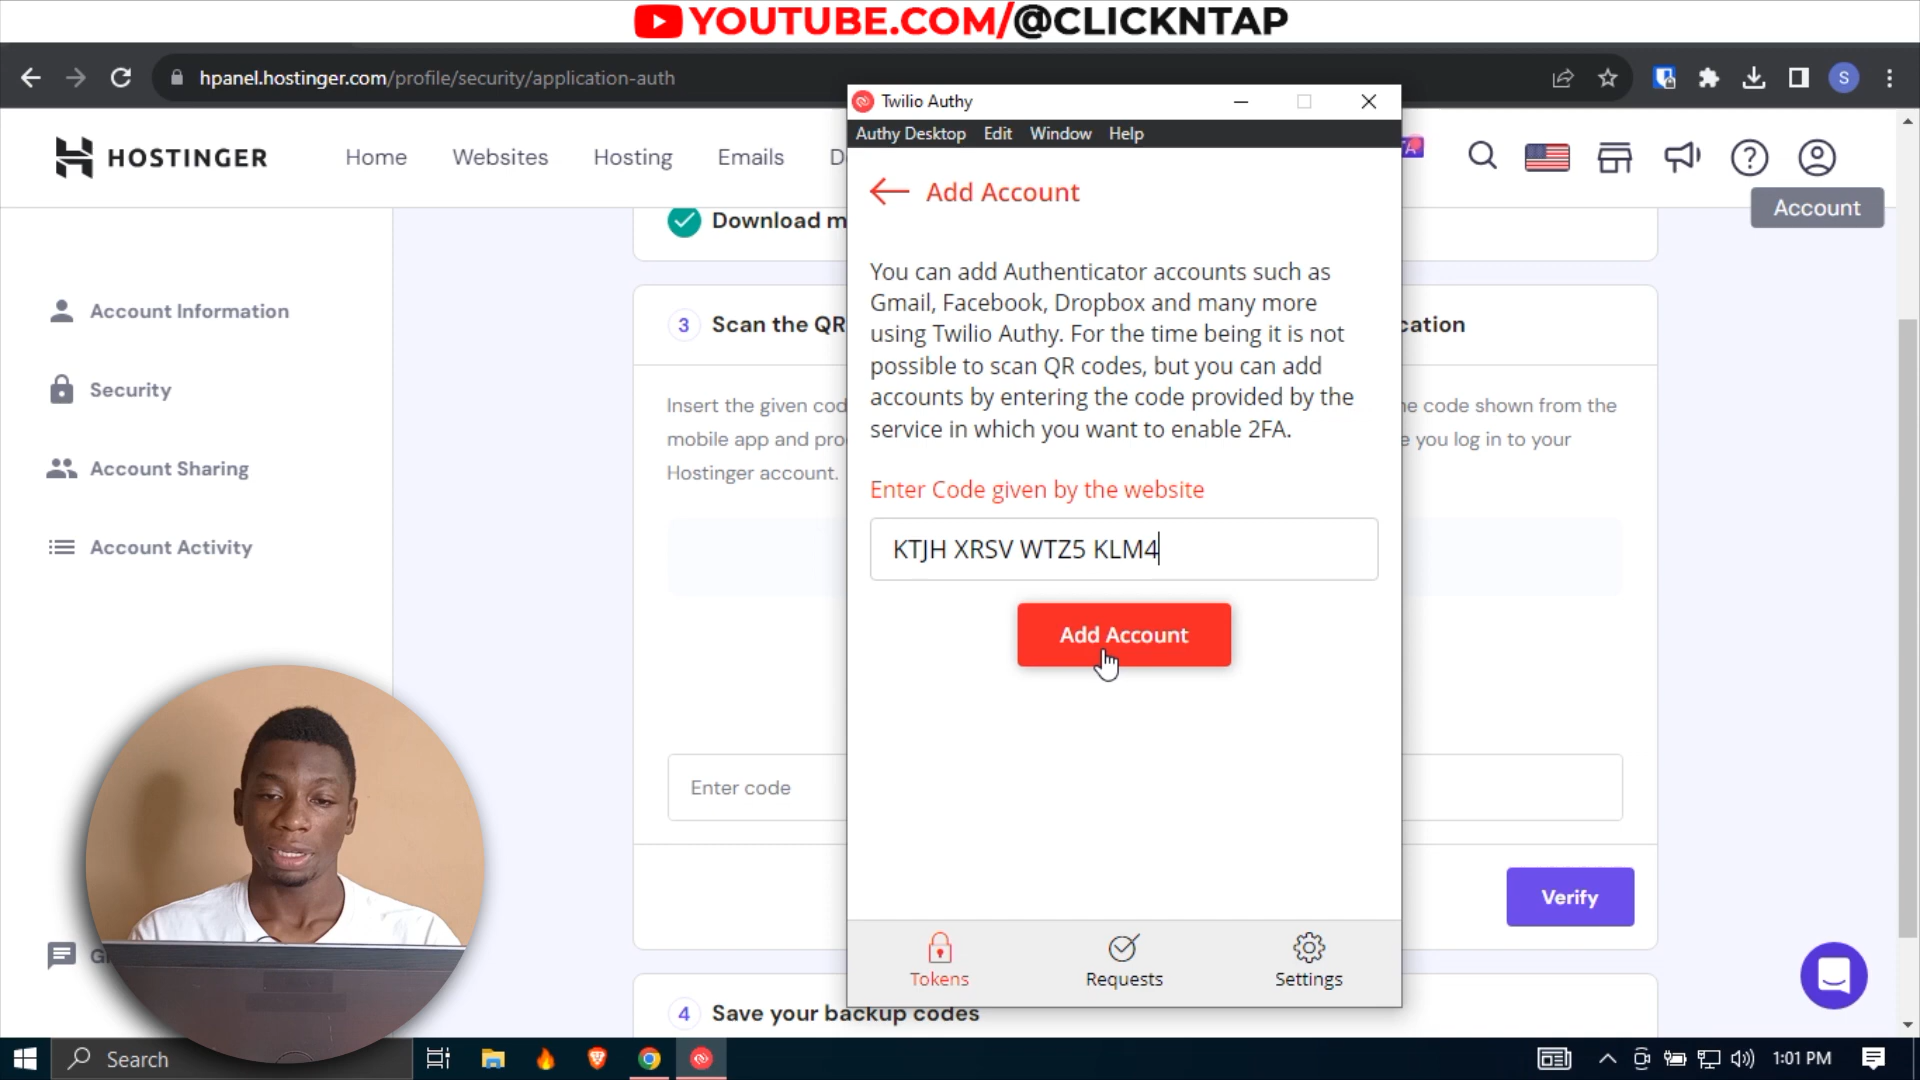 YOUTUBE.COM/@CLICKNTAP
hpanel.hostinger.com/profile/security/application-auth
S
Twilio Authy
Authy Desktop Edit Window Help
HOSTINGER
Home Websites Hosting Emails D
Account
Account Information
Security
Account Sharing
Account Activity
G
Download m
3 Scan the QR
cation
Insert the given cod
mobile app and pro
Hostinger account.
e code shown from the
e you log in to your
Enter code
Verify
4 Save your backup codes
Add Account
You can add Authenticator accounts such as
Gmail, Facebook, Dropbox and many more
using Twilio Authy. For the time being it is not
possible to scan QR codes, but you can add
accounts by entering the code provided by the
service in which you want to enable 2FA.
Enter Code given by the website
KTJH XRSV WTZ5 KLM4
Add Account
Tokens Requests Settings
Search
1:01 PM